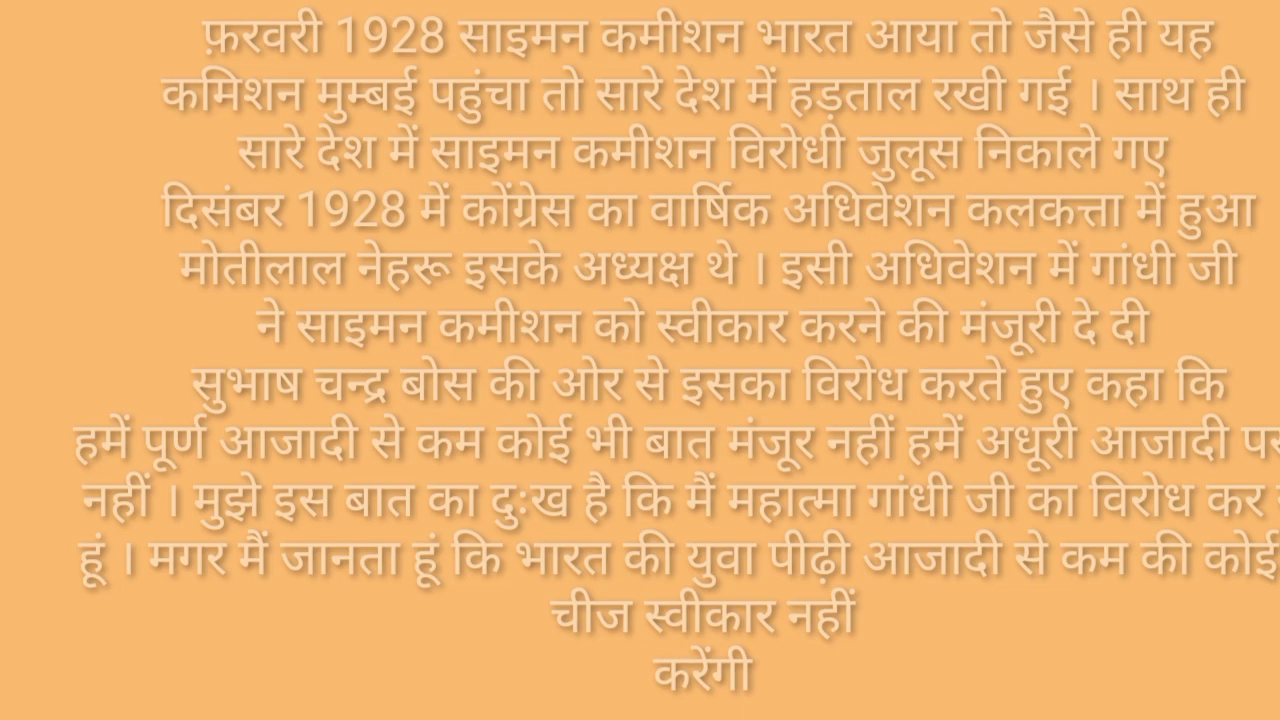 फ़रवरी 1928 साइमन कमीशन भारत आया तो जैसे ही यह
कमिशन मुम्बई पहुंचा तो सारे देश में हड़ताल रखी गई । साथ ही
सारे देश में साइमन कमीशन विरोधी जुलूस निकाले गए
दिसंबर 1928 में कोंग्रेस का वार्षिक अधिवेशन कलकत्ता में हुआ
मोतीलाल नेहरू इसके अध्यक्ष थे । इसी अधिवेशन में गांधी जी
ने साइमन कमीशन को स्वीकार करने की मंजूरी दे दी
सुभाष चन्द्र बोस की ओर से इसका विरोध करते हुए कहा कि
हमें पूर्ण आजादी से कम कोई भी बात मंजूर नहीं हमें अधूरी आजादी
नहीं । मुझे इस बात का दुःख है कि मैं महात्मा गांधी जी का विरोध कर
हूं । मगर मैं जानता हूं कि भारत की युवा पीढ़ी आजादी से कम की कोई
चीज स्वीकार नहीं
करेंगी